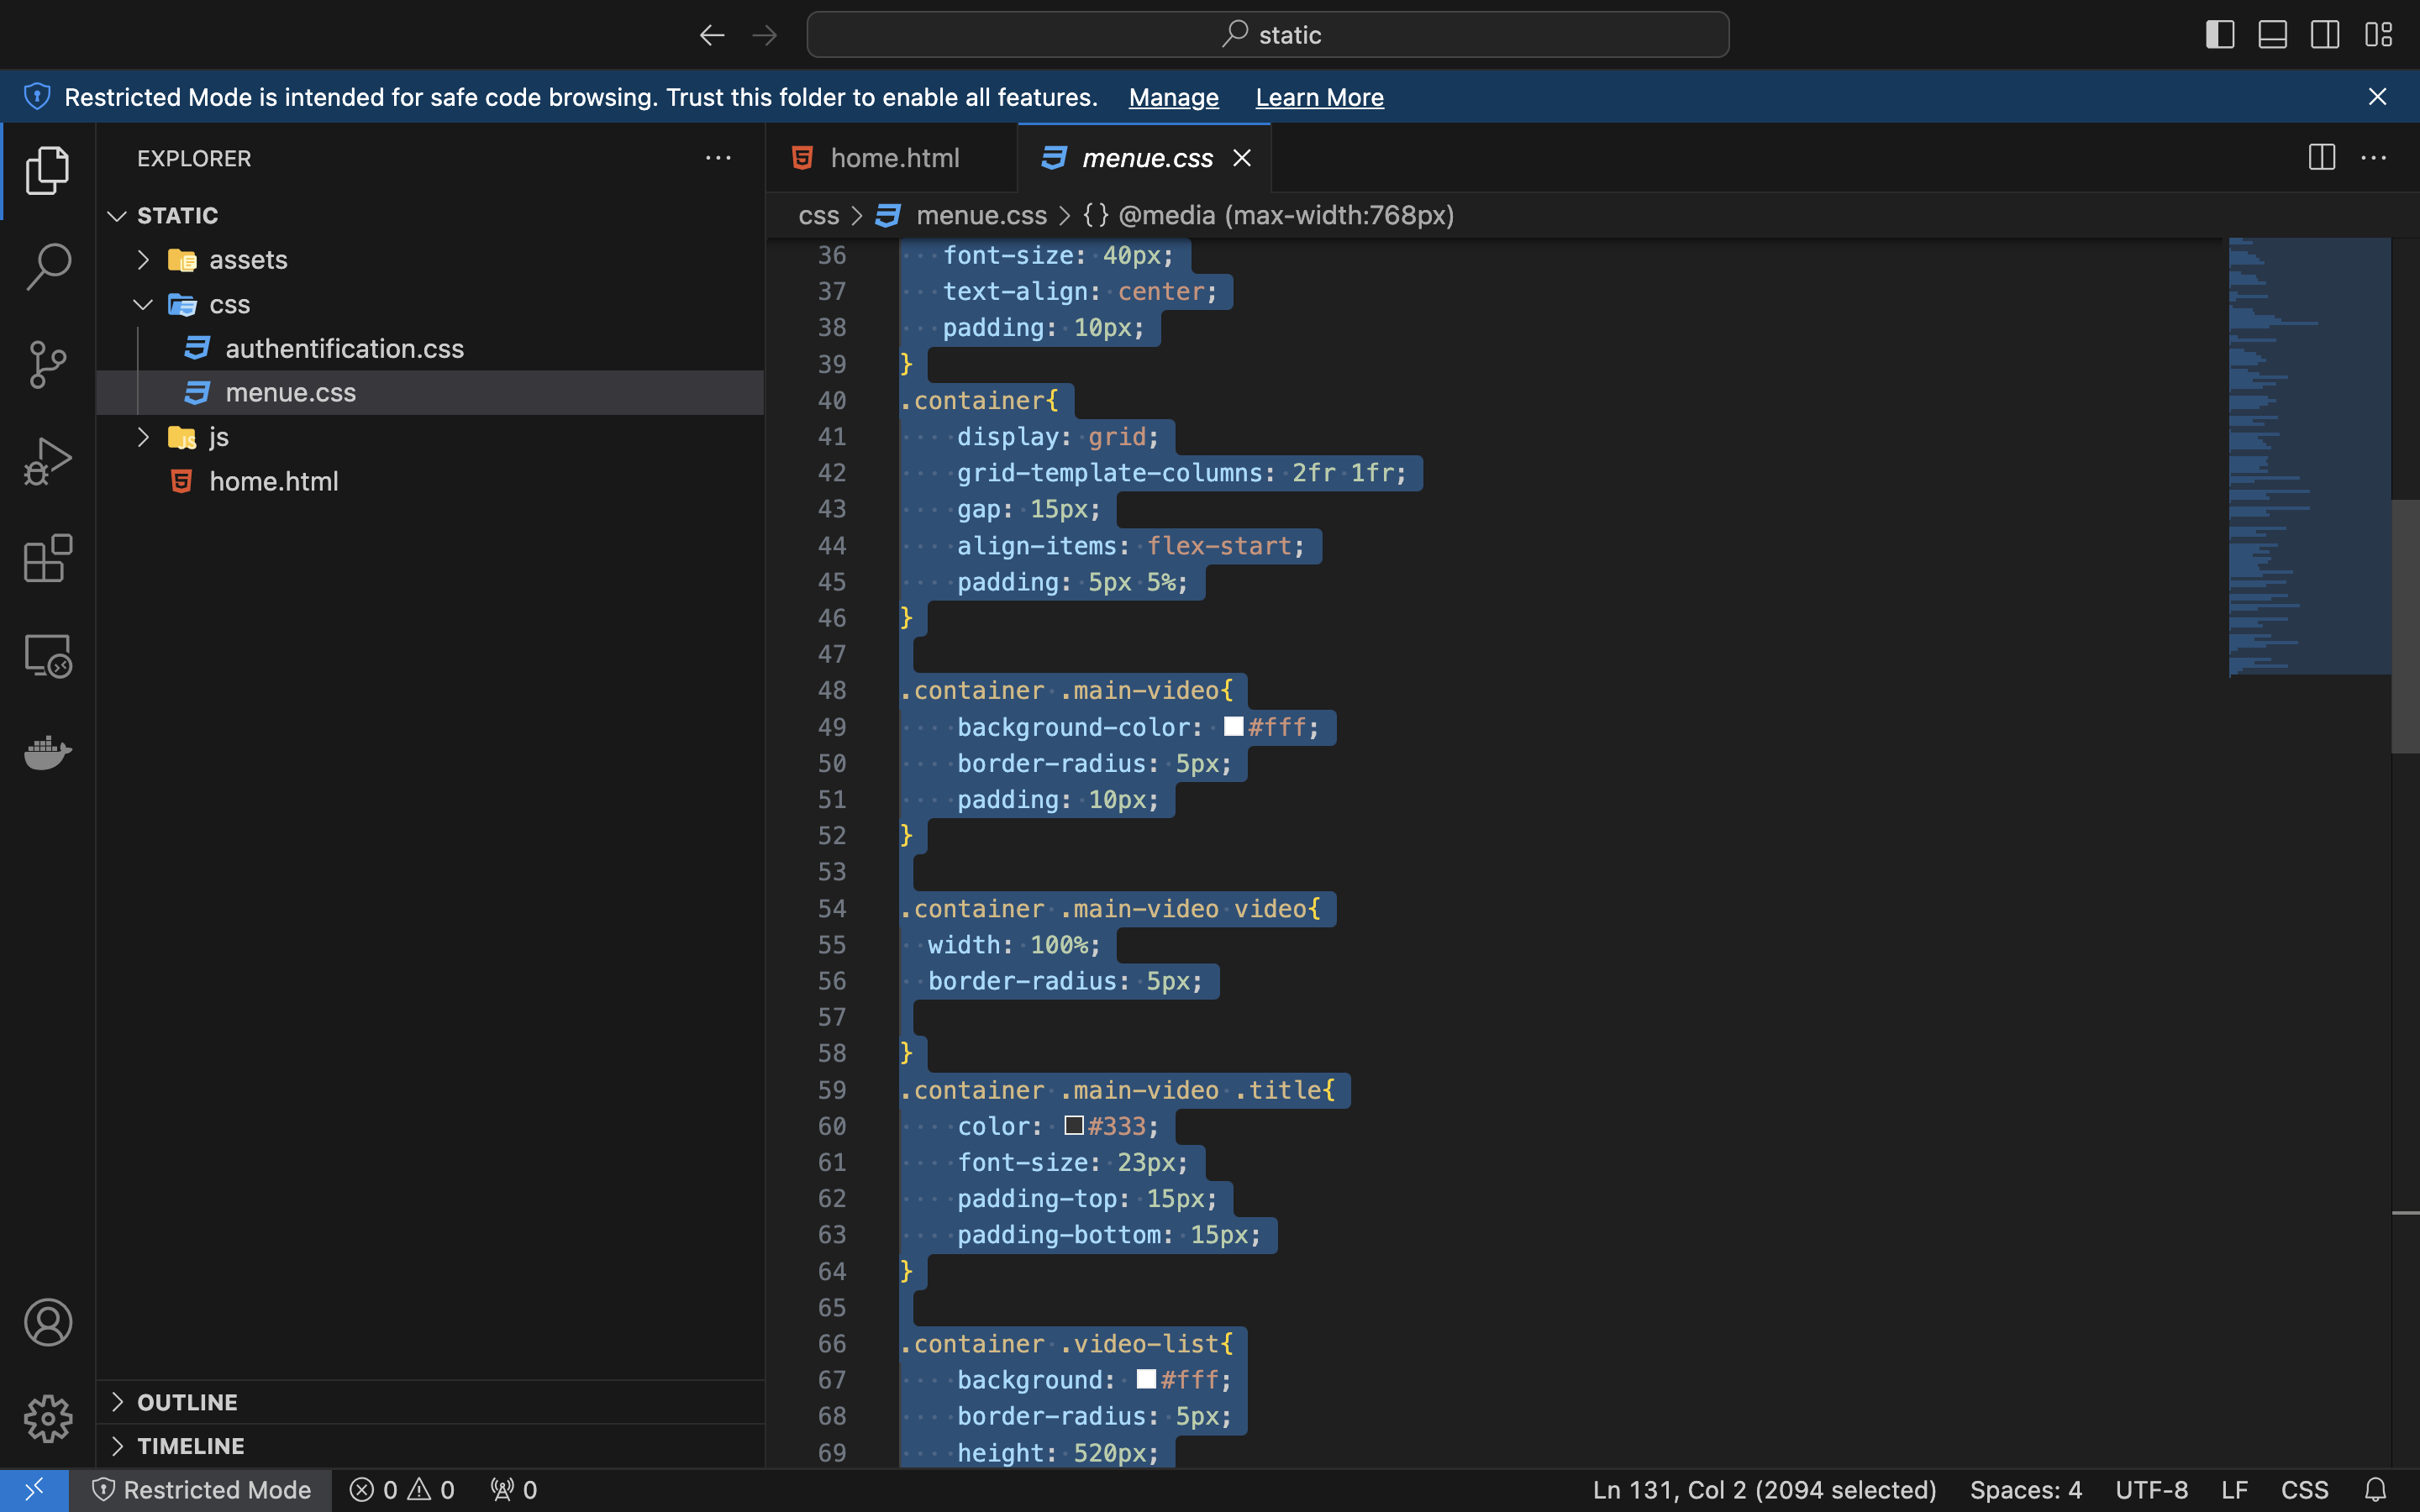 static
Restricted Mode is intended for safe code browsing. Trust this folder to enable all features. Manage Learn More
EXPLORER
STATIC
assets
css
authentification.css
menue.css
js
home.html
OUTLINE
TIMELINE
home.html
menue.css
css > menue.css > {} @media (max-width:768px)
36 font-size: 40px;
37 text-align: center;
38 padding: 10px;
39 }
40 .container{
41 display: grid;
42 grid-template-columns: 2fr 1fr;
43 gap: 15px;
44 align-items: flex-start;
45 padding: 5px 5%;
46 }
47
48 .container .main-video{
49 background-color: #fff;
50 border-radius: 5px;
51 padding: 10px;
52 }
53
54 .container .main-video video{
55 width: 100%;
56 border-radius: 5px;
57
58 }
59 .container .main-video .title{
60 color: #333;
61 font-size: 23px;
62 padding-top: 15px;
63 padding-bottom: 15px;
64 }
65
66 .container .video-list{
67 background: #fff;
68 border-radius: 5px;
69 height: 520px;
Restricted Mode 0 0 0 Ln 131, Col 2 (2094 selected) Spaces: 4 UTF-8 LF CSS